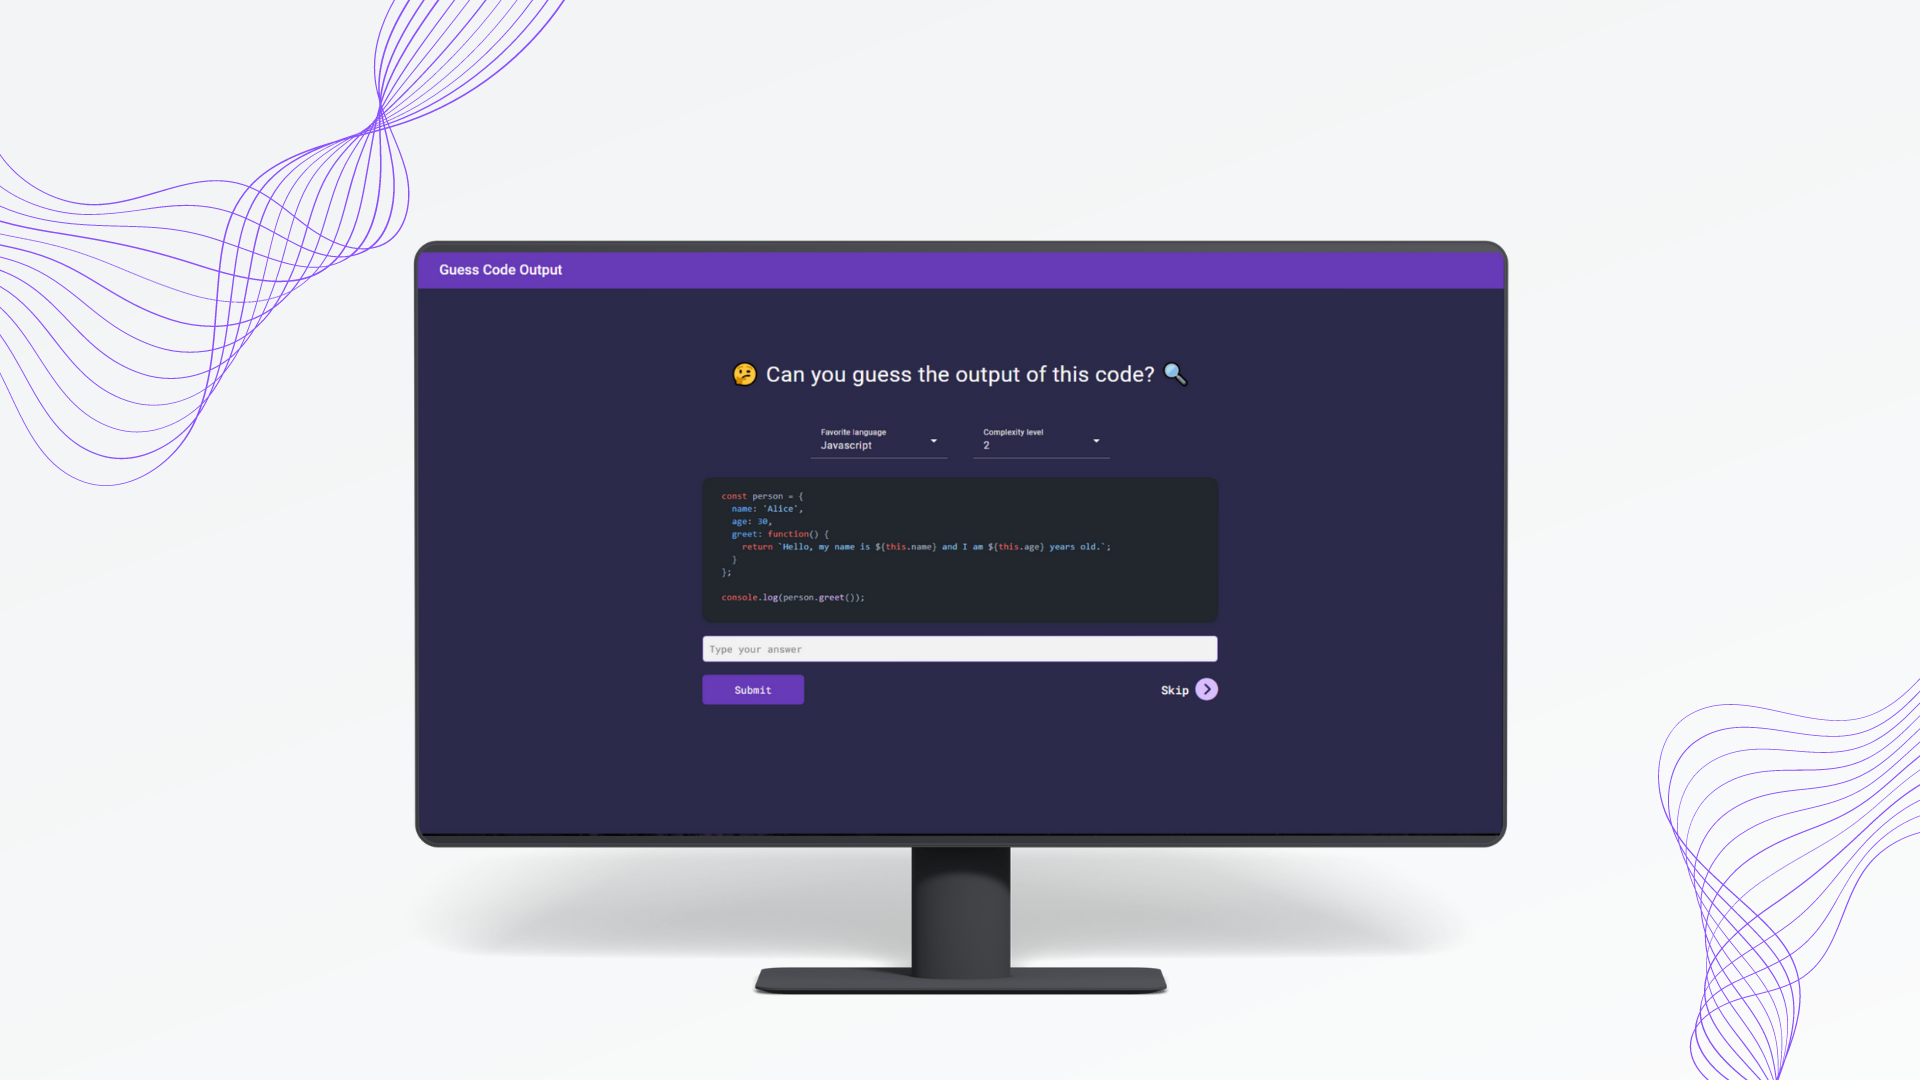 Guess Code Output
🤔 Can you guess the output of this code? 🔍
Favorite language
Javascript
Complexity level
2
const person = {
  name: 'Alice',
  age: 30,
  greet: function() {
    return `Hello, my name is ${this.name} and I am ${this.age} years old.`;
  }
};
console.log(person.greet());
Type your answer
Submit
Skip